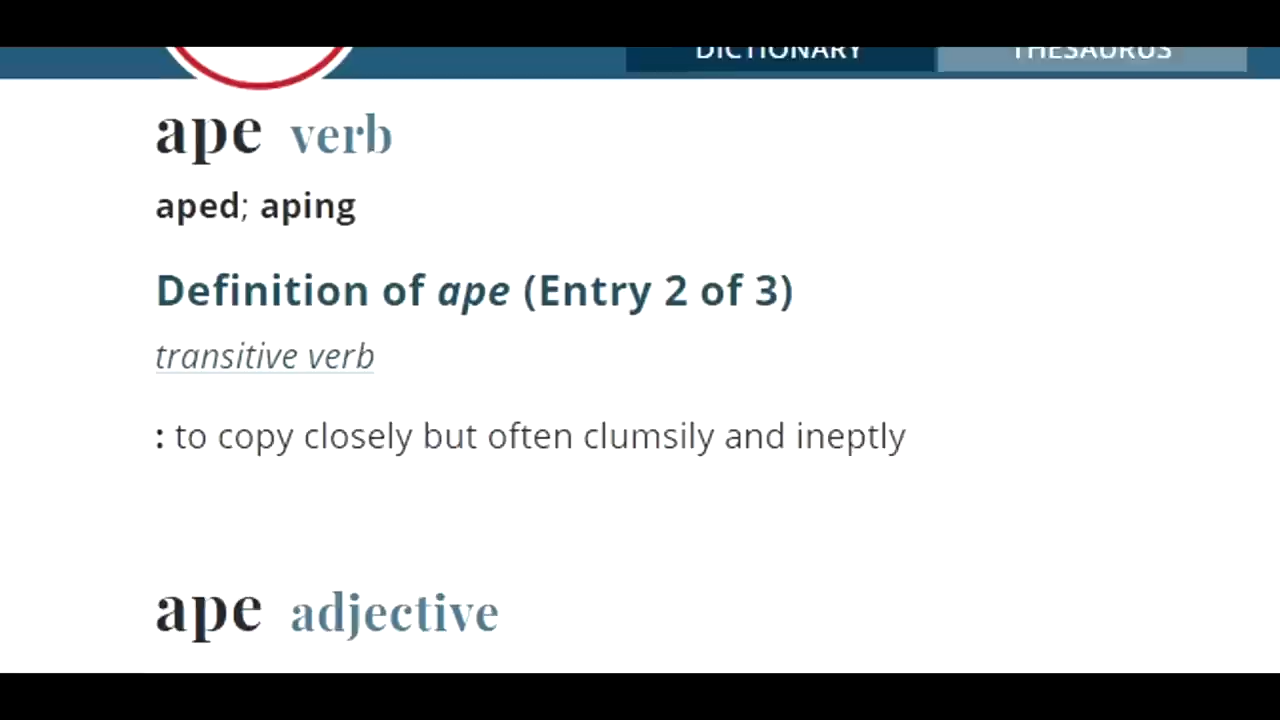 DICTIONARY THESAURUS
ape verb
aped; aping
Definition of ape (Entry 2 of 3)
transitive verb
: to copy closely but often clumsily and ineptly
ape adjective